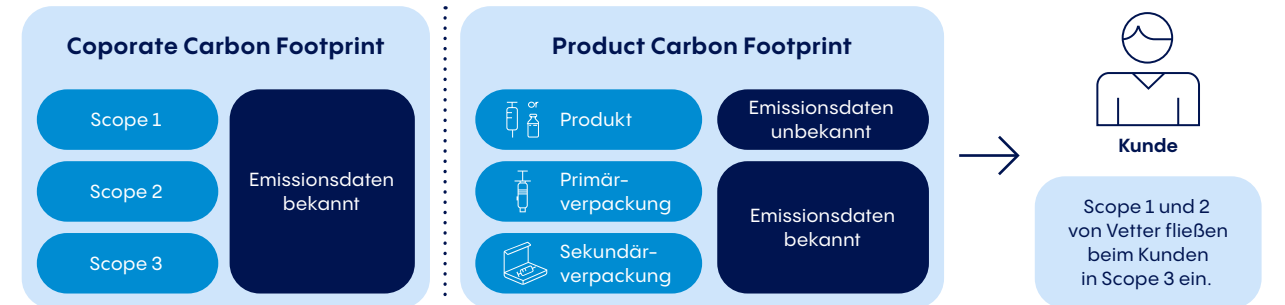 Coporate Carbon Footprint
Scope 1
Scope 2
Scope 3
Emissionsdaten
bekannt
Product Carbon Footprint
or
Produkt
Emissionsdaten
unbekannt
Primär-
verpackung
Sekundär-
verpackung
Emissionsdaten
bekannt
Kunde
Scope 1 und 2
von Vetter fließen
beim Kunden
in Scope 3 ein.